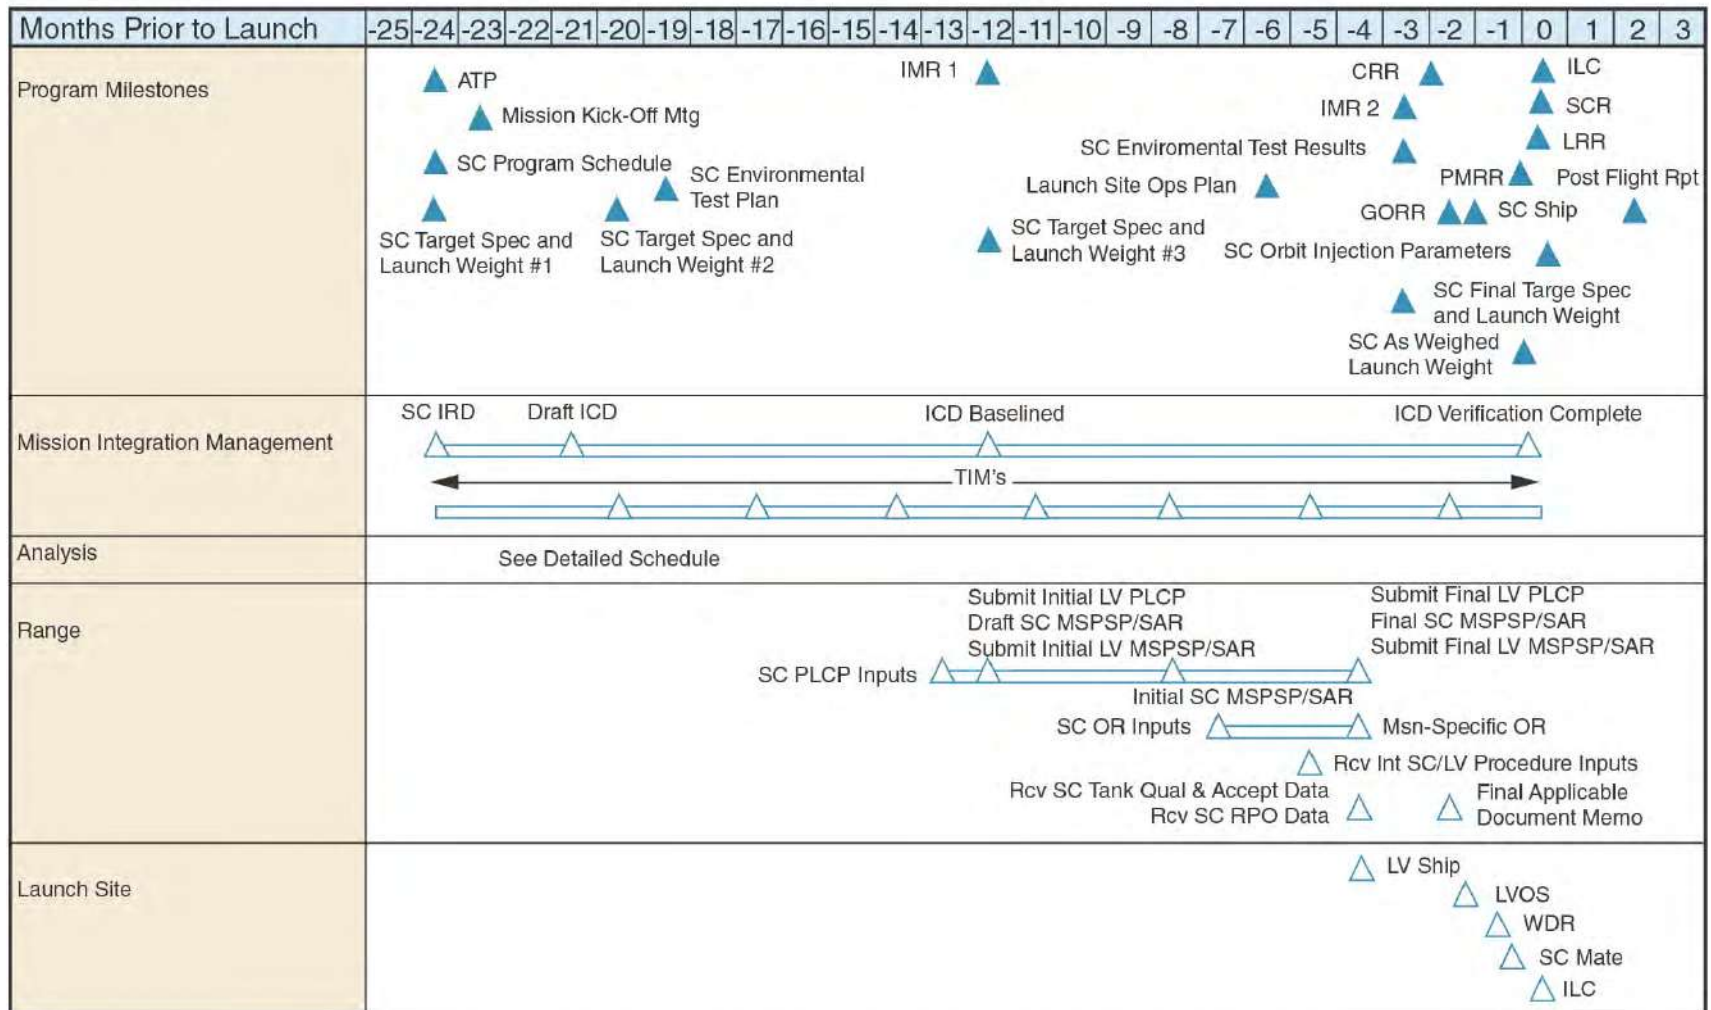 Months Prior to Launch -25 -24 -23 -22 -21 -20 -19 -18 -17 -16 -15 -14 -13 -12 -11 -10 -9 -8 -7 -6 -5 -4 -3 -2 -1 0 1 2 3
Program Milestones
ATP
Mission Kick-Off Mtg
SC Program Schedule
SC Environmental
Test Plan
SC Target Spec and
Launch Weight #1
SC Target Spec and
Launch Weight #2
IMR 1
SC Target Spec and
Launch Weight #3
CRR
IMR 2
SC Enviromental Test Results
Launch Site Ops Plan
ILC
SCR
LRR
PMRR
Post Flight Rpt
GORR
SC Ship
SC Orbit Injection Parameters
SC Final Targe Spec
and Launch Weight
SC As Weighed
Launch Weight
Mission Integration Management
SC IRD
Draft ICD
ICD Baselined
ICD Verification Complete
TIM's
Analysis
See Detailed Schedule
Range
Submit Initial LV PLCP
Draft SC MSPSP/SAR
Submit Initial LV MSPSP/SAR
Submit Final LV PLCP
Final SC MSPSP/SAR
Submit Final LV MSPSP/SAR
SC PLCP Inputs
Initial SC MSPSP/SAR
SC OR Inputs
Msn-Specific OR
Rcv Int SC/LV Procedure Inputs
Rcv SC Tank Qual & Accept Data
Rcv SC RPO Data
Final Applicable
Document Memo
Launch Site
LV Ship
LVOS
WDR
SC Mate
ILC